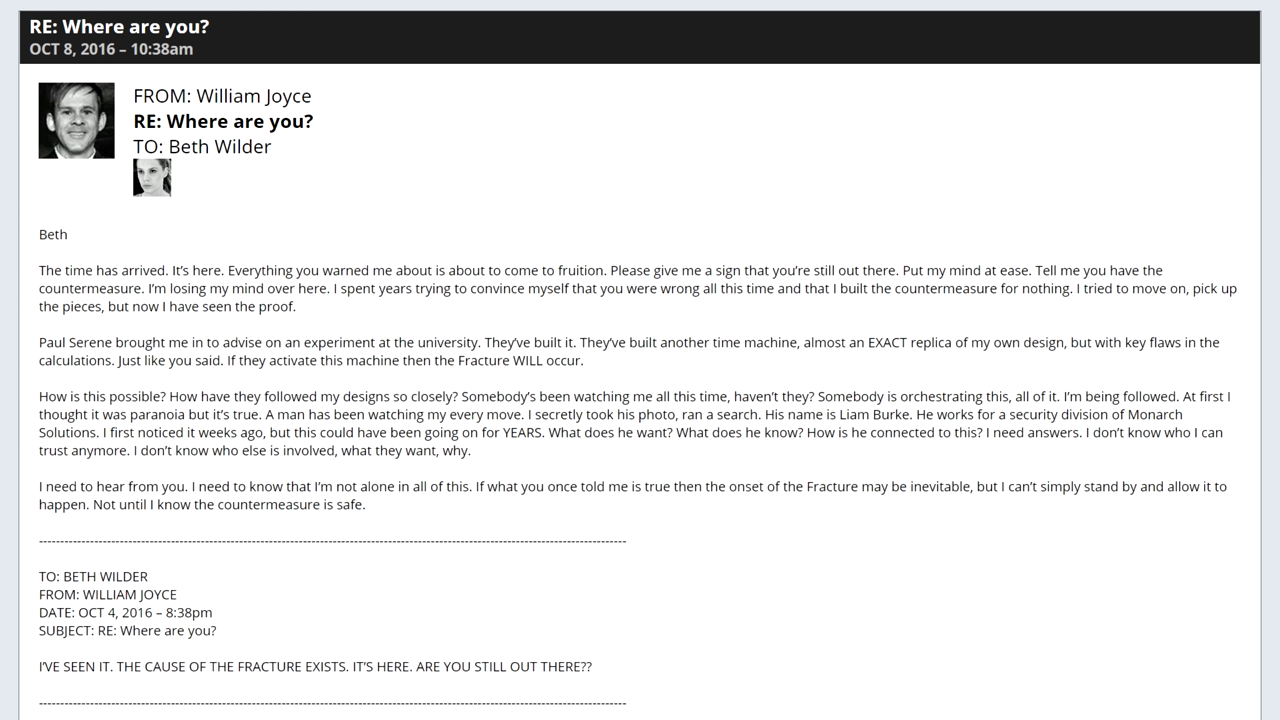 RE: Where are you?
OCT 8, 2016 – 10:38am
FROM: William Joyce
RE: Where are you?
TO: Beth Wilder
Beth
The time has arrived. It's here. Everything you warned me about is about to come to fruition. Please give me a sign that you're still out there. Put my mind at ease. Tell me you have the
countermeasure. I'm losing my mind over here. I spent years trying to convince myself that you were wrong all this time and that I built the countermeasure for nothing. I tried to move on, pick up
the pieces, but now I have seen the proof.
Paul Serene brought me in to advise on an experiment at the university. They've built it. They've built another time machine, almost an EXACT replica of my own design, but with key flaws in the
calculations. Just like you said. If they activate this machine then the Fracture WILL occur.
How is this possible? How have they followed my designs so closely? Somebody's been watching me all this time, haven't they? Somebody is orchestrating this, all of it. I'm being followed. At first I
thought it was paranoia but it's true. A man has been watching my every move. I secretly took his photo, ran a search. His name is Liam Burke. He works for a security division of Monarch
Solutions. I first noticed it weeks ago, but this could have been going on for YEARS. What does he want? What does he know? How is he connected to this? I need answers. I don't know who I can
trust anymore. I don't know who else is involved, what they want, why.
I need to hear from you. I need to know that I'm not alone in all of this. If what you once told me is true then the onset of the Fracture may be inevitable, but I can't simply stand by and allow it to
happen. Not until I know the countermeasure is safe.
-------------------------------------------------------------------------------------------------------------------------------------------
TO: BETH WILDER
FROM: WILLIAM JOYCE
DATE: OCT 4, 2016 – 8:38pm
SUBJECT: RE: Where are you?
I'VE SEEN IT. THE CAUSE OF THE FRACTURE EXISTS. IT'S HERE. ARE YOU STILL OUT THERE??
-------------------------------------------------------------------------------------------------------------------------------------------